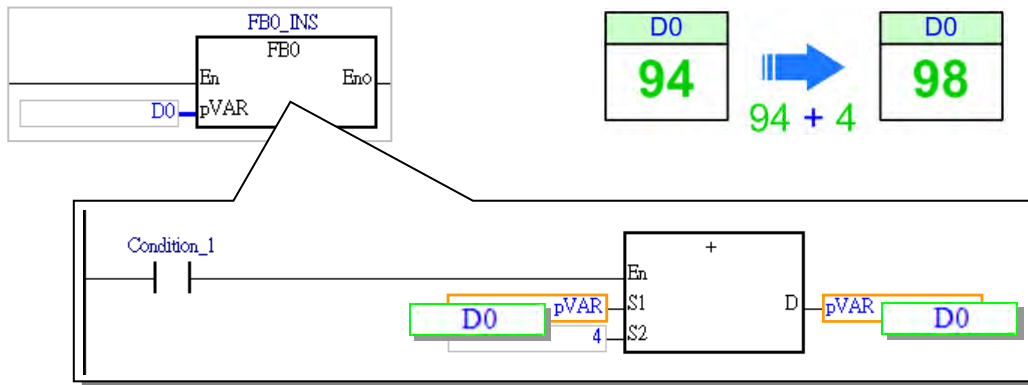 FB0_INS
FB0
En
Eno
D0
pVAR
D0
94
94 + 4
D0
98
Condition_1
+
En
pVAR
S1
D
pVAR
D0
D0
4
S2